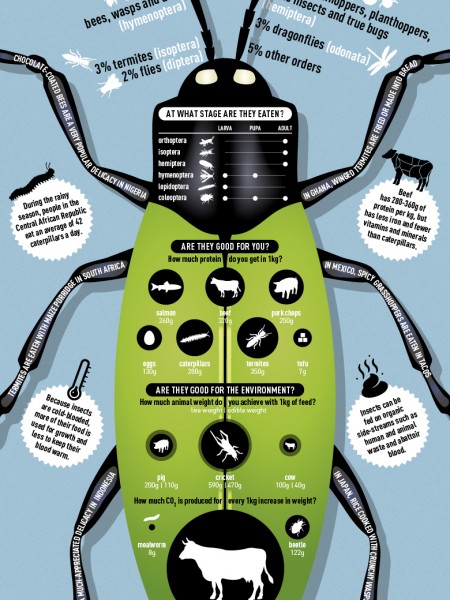 bees, wasps and
(hymenoptera)
hoppers, planthoppers,
insects and true bugs
(hemiptera)
3% termites (isoptera)
2% flies (diptera)
3% dragonflies (odonata)
5% other orders
CHOCOLATE-COATED BEES ARE A VERY POPULAR DELICACY IN NIGERIA
IN GHANA, WINGED TERMITES ARE FRIED OR MADE INTO BREAD
AT WHAT STAGE ARE THEY EATEN?
LARVA PUPA ADULT
orthoptera
isoptera
hemiptera
hymenoptera
lepidoptera
coleoptera
During the rainy
season, people in the
Central African Republic
eat an average of 42
caterpillars a day.
Beef
has 280-360g of
protein per kg, but
has less iron and fewer
vitamins and minerals
than caterpillars.
ARE THEY GOOD FOR YOU?
How much protein do you get in 1kg?
salmon beef pork chops
260g 320g 250g
eggs caterpillars termites tofu
130g 280g 350g 7g
TERMITES ARE EATEN WITH MAIZE PORRIDGE IN SOUTH AFRICA
IN MEXICO, SPICY GRASSHOPPERS ARE EATEN IN TACOS
ARE THEY GOOD FOR THE ENVIRONMENT?
How much animal weight do you achieve with 1kg of feed?
live weight | edible weight
Because insects
are cold-blooded,
more of their food is
used for growth and
less to keep their
blood warm.
Insects can be
fed on organic
side-streams such as
human and animal
waste and abattoir
blood.
pig cricket cow
200g | 110g 590g | 470g 100g | 40g
How much CO2 is produced for every 1kg increase in weight?
mealworm beetle
8g 122g
MUCH-APPRECIATED DELICACY IN INDONESIA
IN JAPAN, RICE COOKED WITH CRUNCHY WASPS